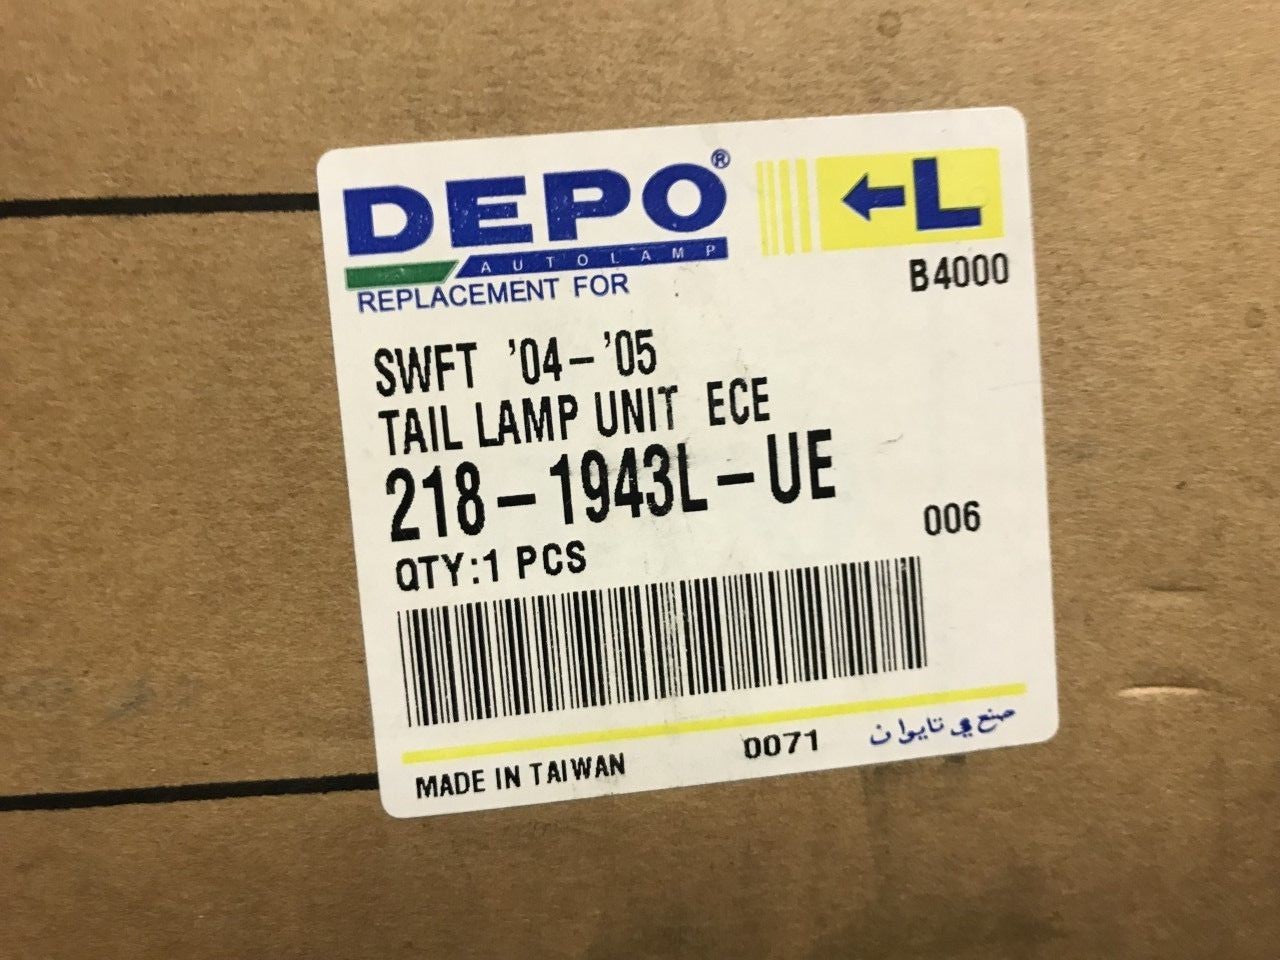 DEPO®
AUTOLAMP
REPLACEMENT FOR
←L
B4000
SWFT '04-'05
TAIL LAMP UNIT ECE
218-1943L-UE
006
QTY:1 PCS
MADE IN TAIWAN
0071
صنع في تايوان